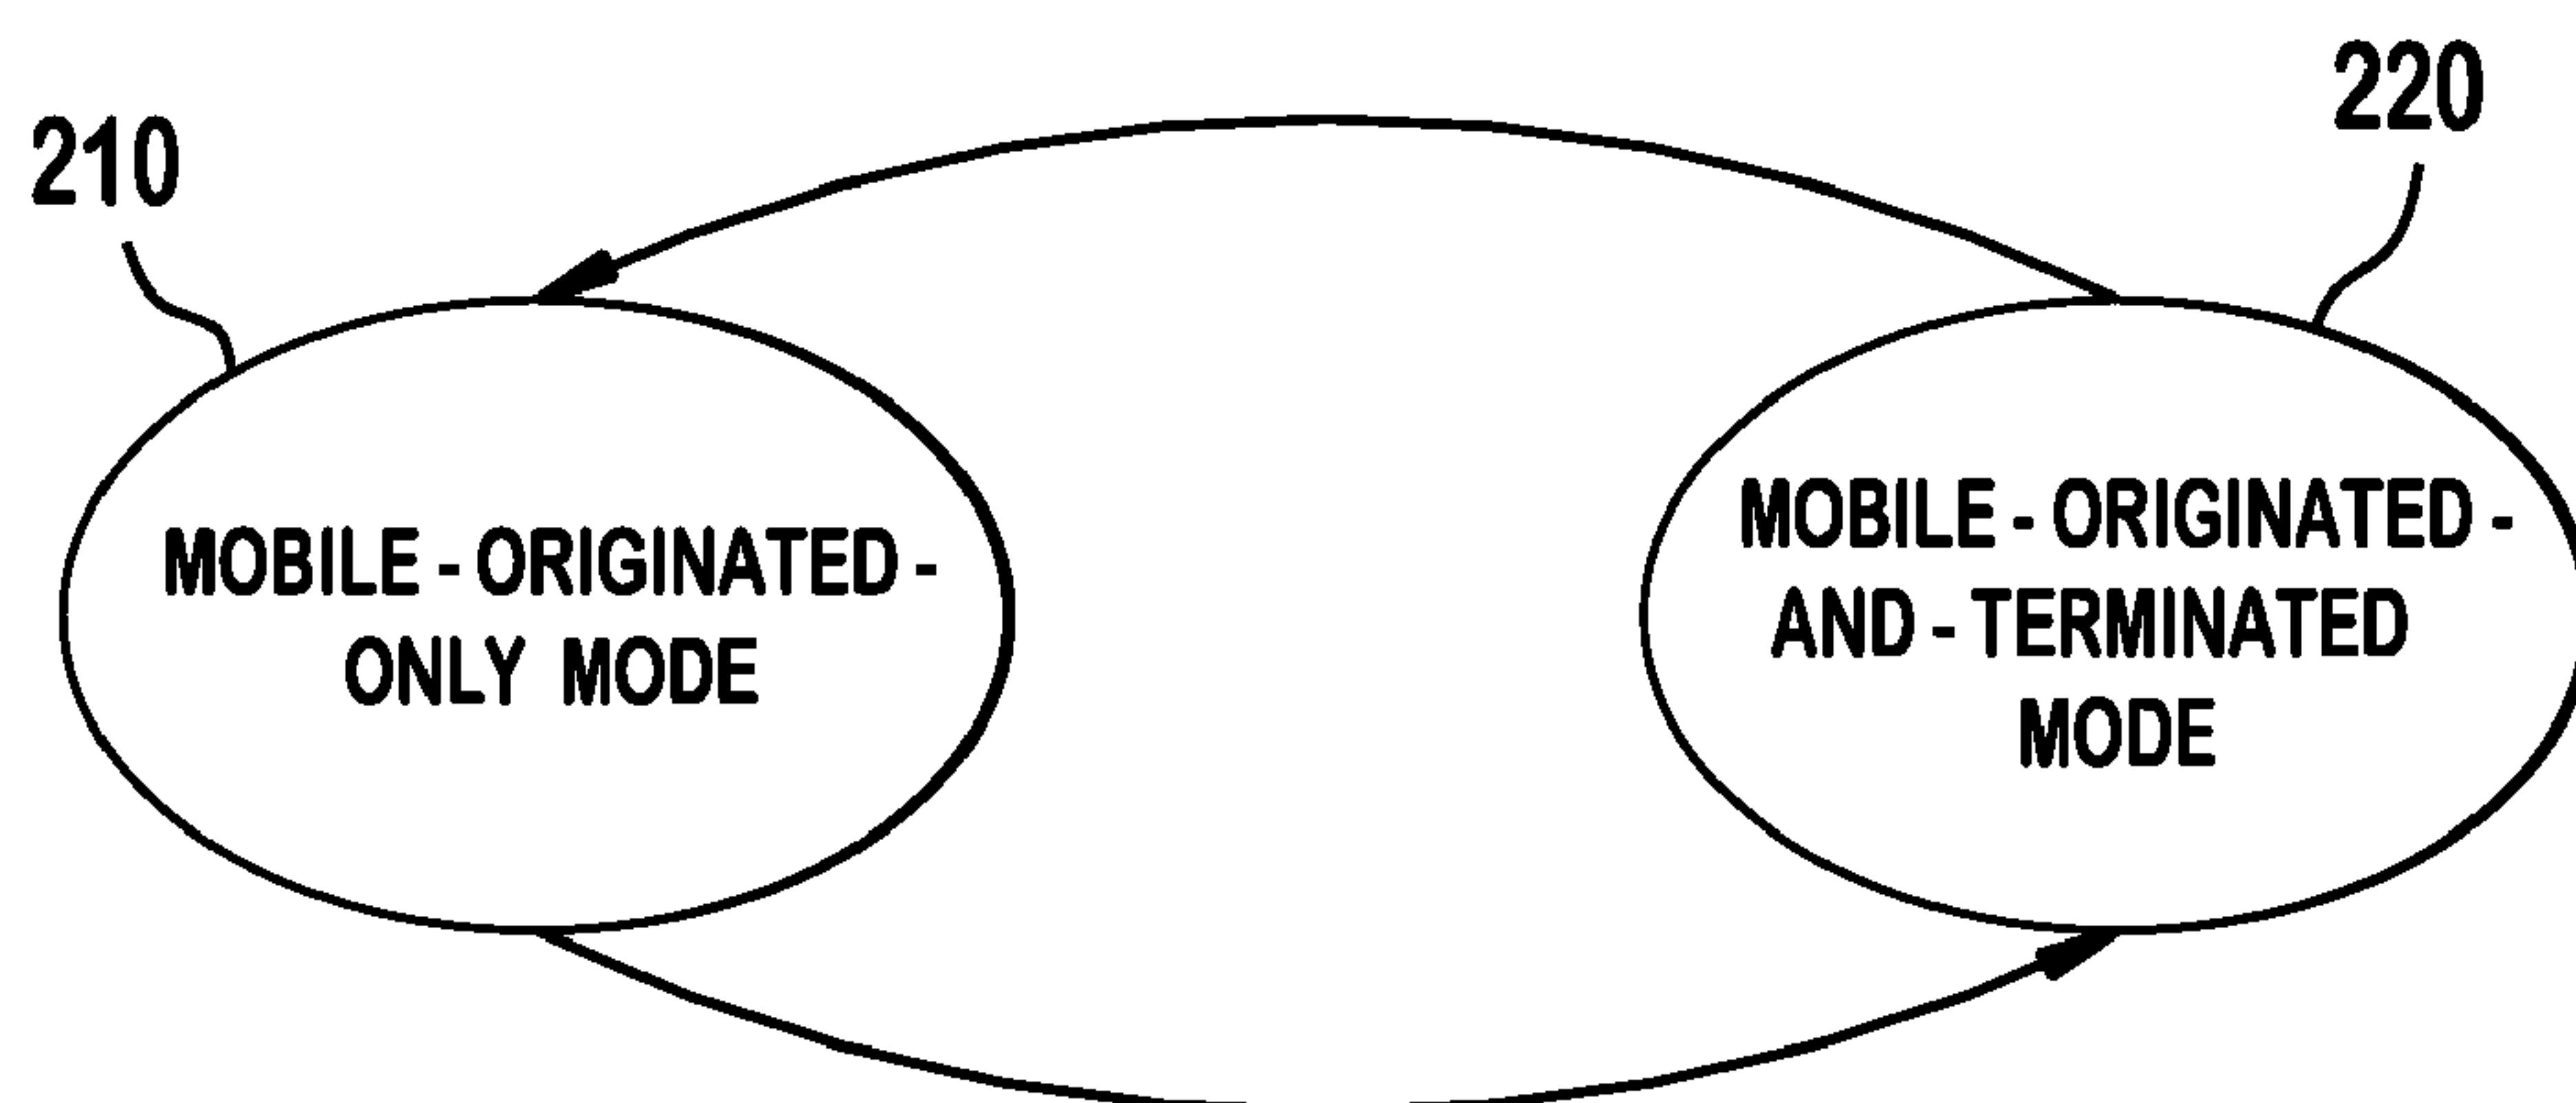 210
220
MOBILE - ORIGINATED -
ONLY MODE
MOBILE - ORIGINATED -
AND - TERMINATED
MODE